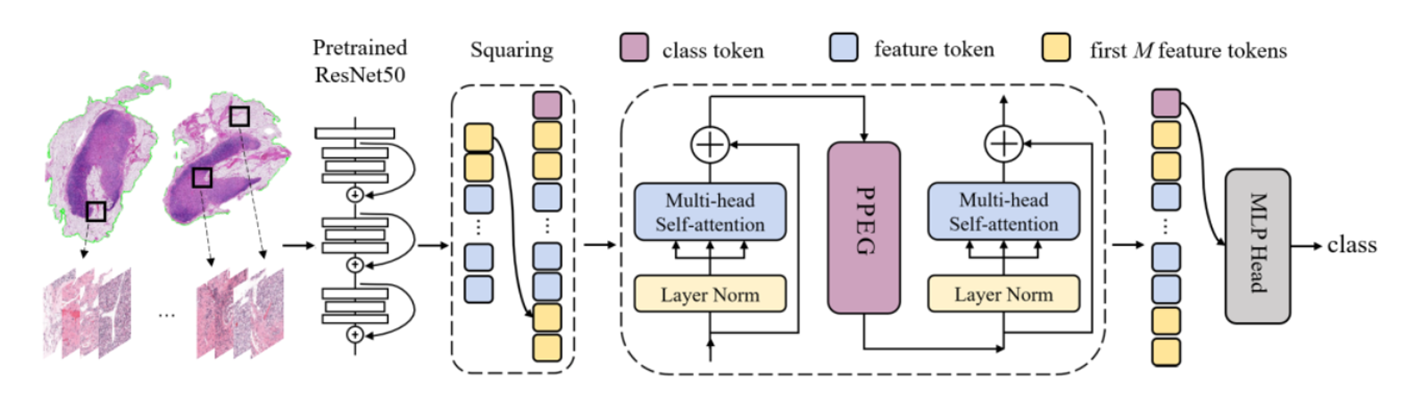 Pretrained
ResNet50
Squaring
class token
feature token
first M feature tokens
Multi-head
Self-attention
Layer Norm
PPEG
Multi-head
Self-attention
Layer Norm
MLP Head
class